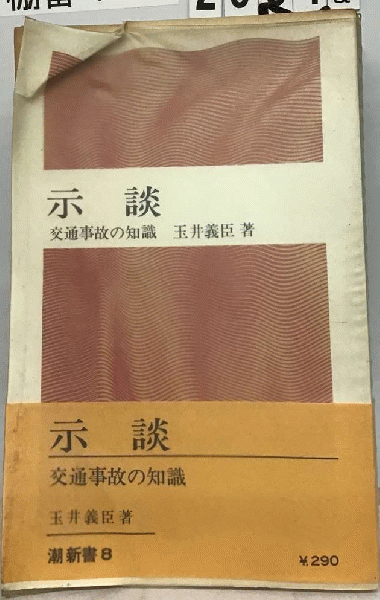 示談
交通事故の知識 玉井義臣著
示談
交通事故の知識
玉井義臣著
潮新書8
¥290